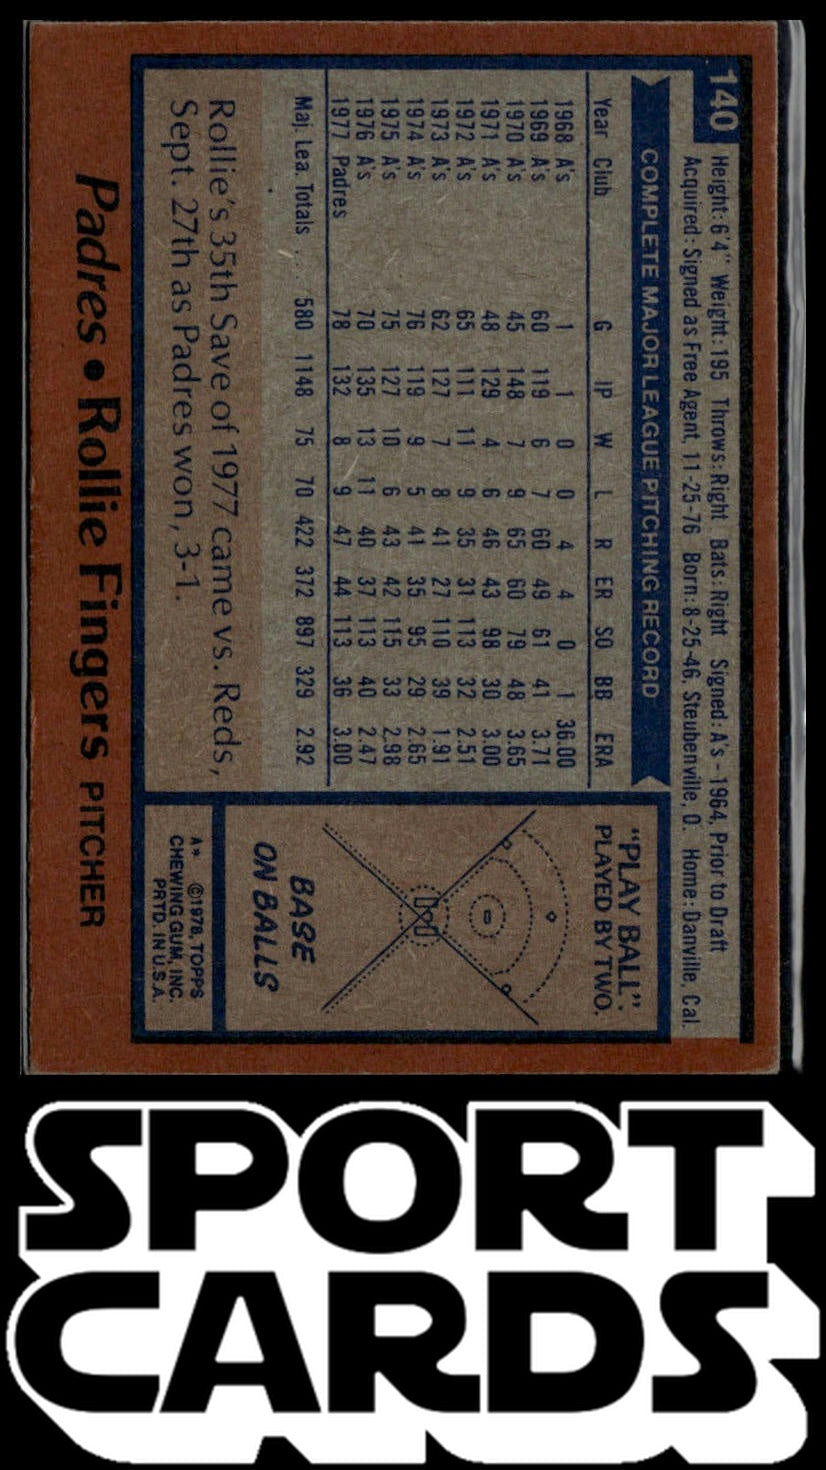 140
Height: 6'4" Weight: 195 Throws: Right Bats: Right Signed: A's - 1964, Prior to Draft
Acquired: Signed as Free Agent, 11-25-76 Born: 8-25-46, Steubenville, O. Home: Danville, Cal.
COMPLETE MAJOR LEAGUE PITCHING RECORD
Year Club G IP W L R ER SO BB ERA
1968 A's 1 1 0 0 4 4 0 1 36.00
1969 A's 60 119 6 7 60 49 61 41 3.71
1970 A's 45 148 7 9 65 60 79 48 3.65
1971 A's 48 129 4 6 46 43 98 30 3.00
1972 A's 65 111 11 9 35 31 113 32 2.51
1973 A's 62 127 7 8 41 27 110 39 1.91
1974 A's 76 119 9 5 41 35 95 29 2.65
1975 A's 75 127 10 6 43 42 115 33 2.98
1976 A's 70 135 13 11 40 37 113 40 2.47
1977 Padres 78 132 8 9 47 44 113 36 3.00
Maj. Lea. Totals .... 580 1148 75 70 422 372 897 329 2.92
Rollie's 35th Save of 1977 came vs. Reds,
Sept. 27th as Padres won, 3-1.
"PLAY BALL".
PLAYED BY TWO.
BASE
ON BALLS
A* ©1978, TOPPS
CHEWING GUM, INC.
PRTD. IN U.S.A.
Padres • Rollie Fingers PITCHER
SPORT
CARDS